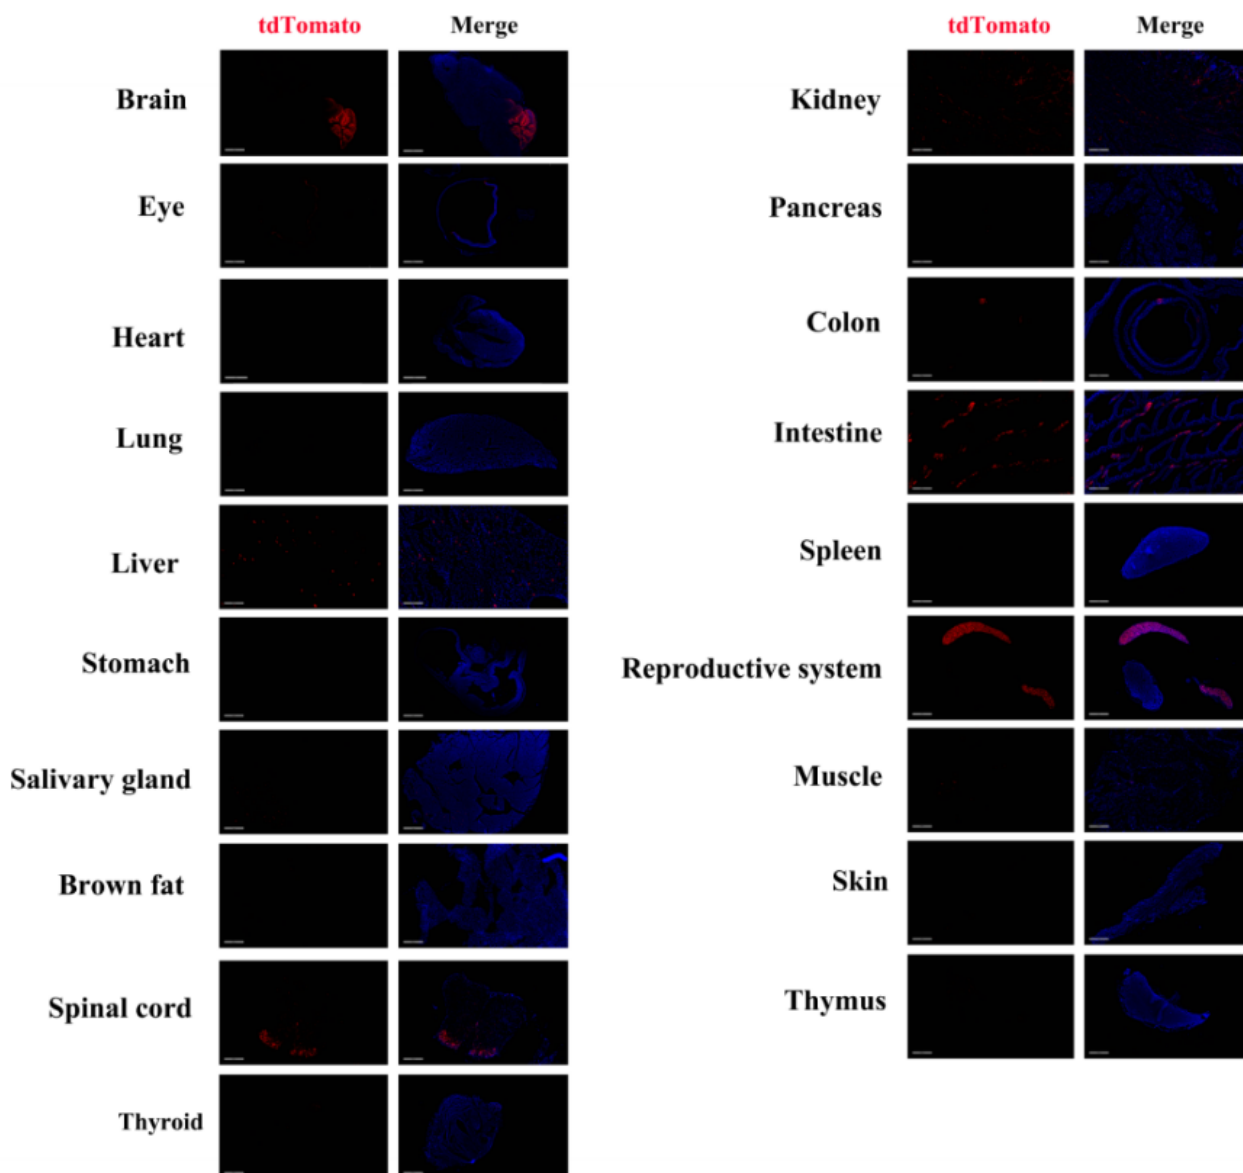 tdTomato Merge
Brain
Eye
Heart
Lung
Liver
Stomach
Salivary gland
Brown fat
Spinal cord
Thyroid
tdTomato Merge
Kidney
Pancreas
Colon
Intestine
Spleen
Reproductive system
Muscle
Skin
Thymus